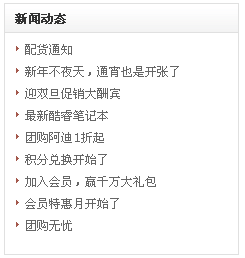 新闻动态
配货通知
新年不夜天，通宵也是开张了
迎双旦促销大酬宾
最新酷睿笔记本
团购阿迪1折起
积分兑换开始了
加入会员，赢千万大礼包
会员特惠月开始了
团购无忧